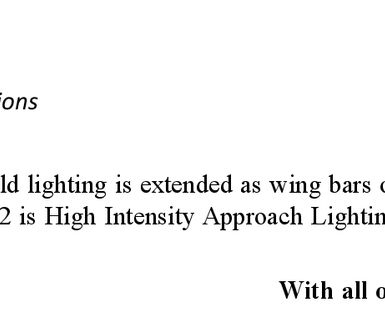 ions
ld lighting is extended as wing bars o
2 is High Intensity Approach Lightin
With all o